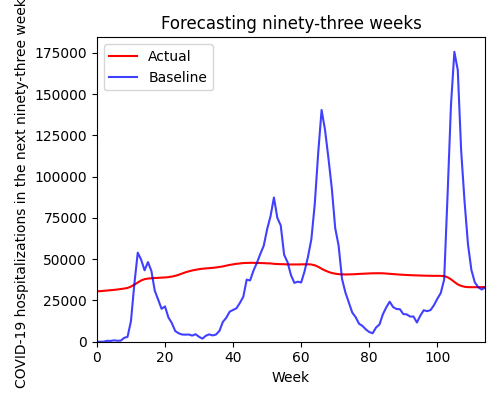 Forecasting ninety-three weeks
COVID-19 hospitalizations in the next ninety-three week
Actual
Baseline
175000
150000
125000
100000
75000
50000
25000
0
0 20 40 60 80 100
Week